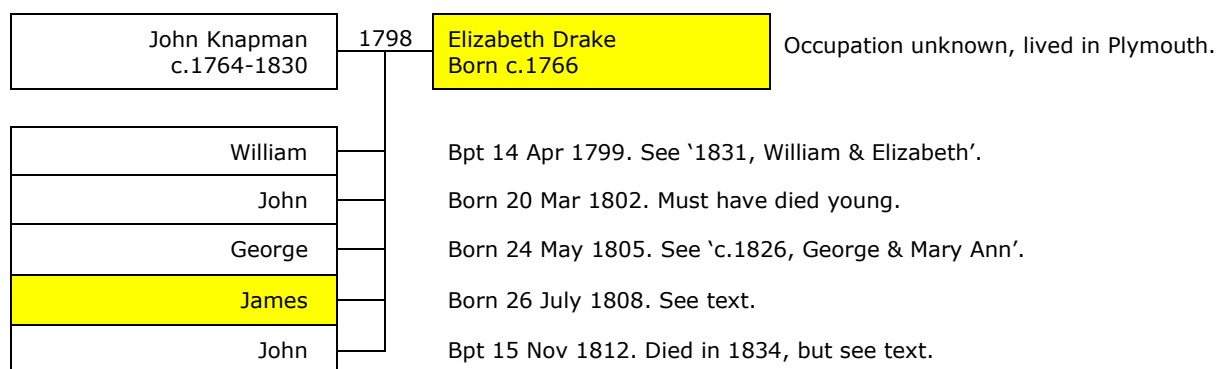 John Knapman 1798 Elizabeth Drake
c.1764-1830 Born c.1766 Occupation unknown, lived in Plymouth.
William Bpt 14 Apr 1799. See ‘1831, William & Elizabeth’.
John Born 20 Mar 1802. Must have died young.
George Born 24 May 1805. See ‘c.1826, George & Mary Ann’.
James Born 26 July 1808. See text.
John Bpt 15 Nov 1812. Died in 1834, but see text.